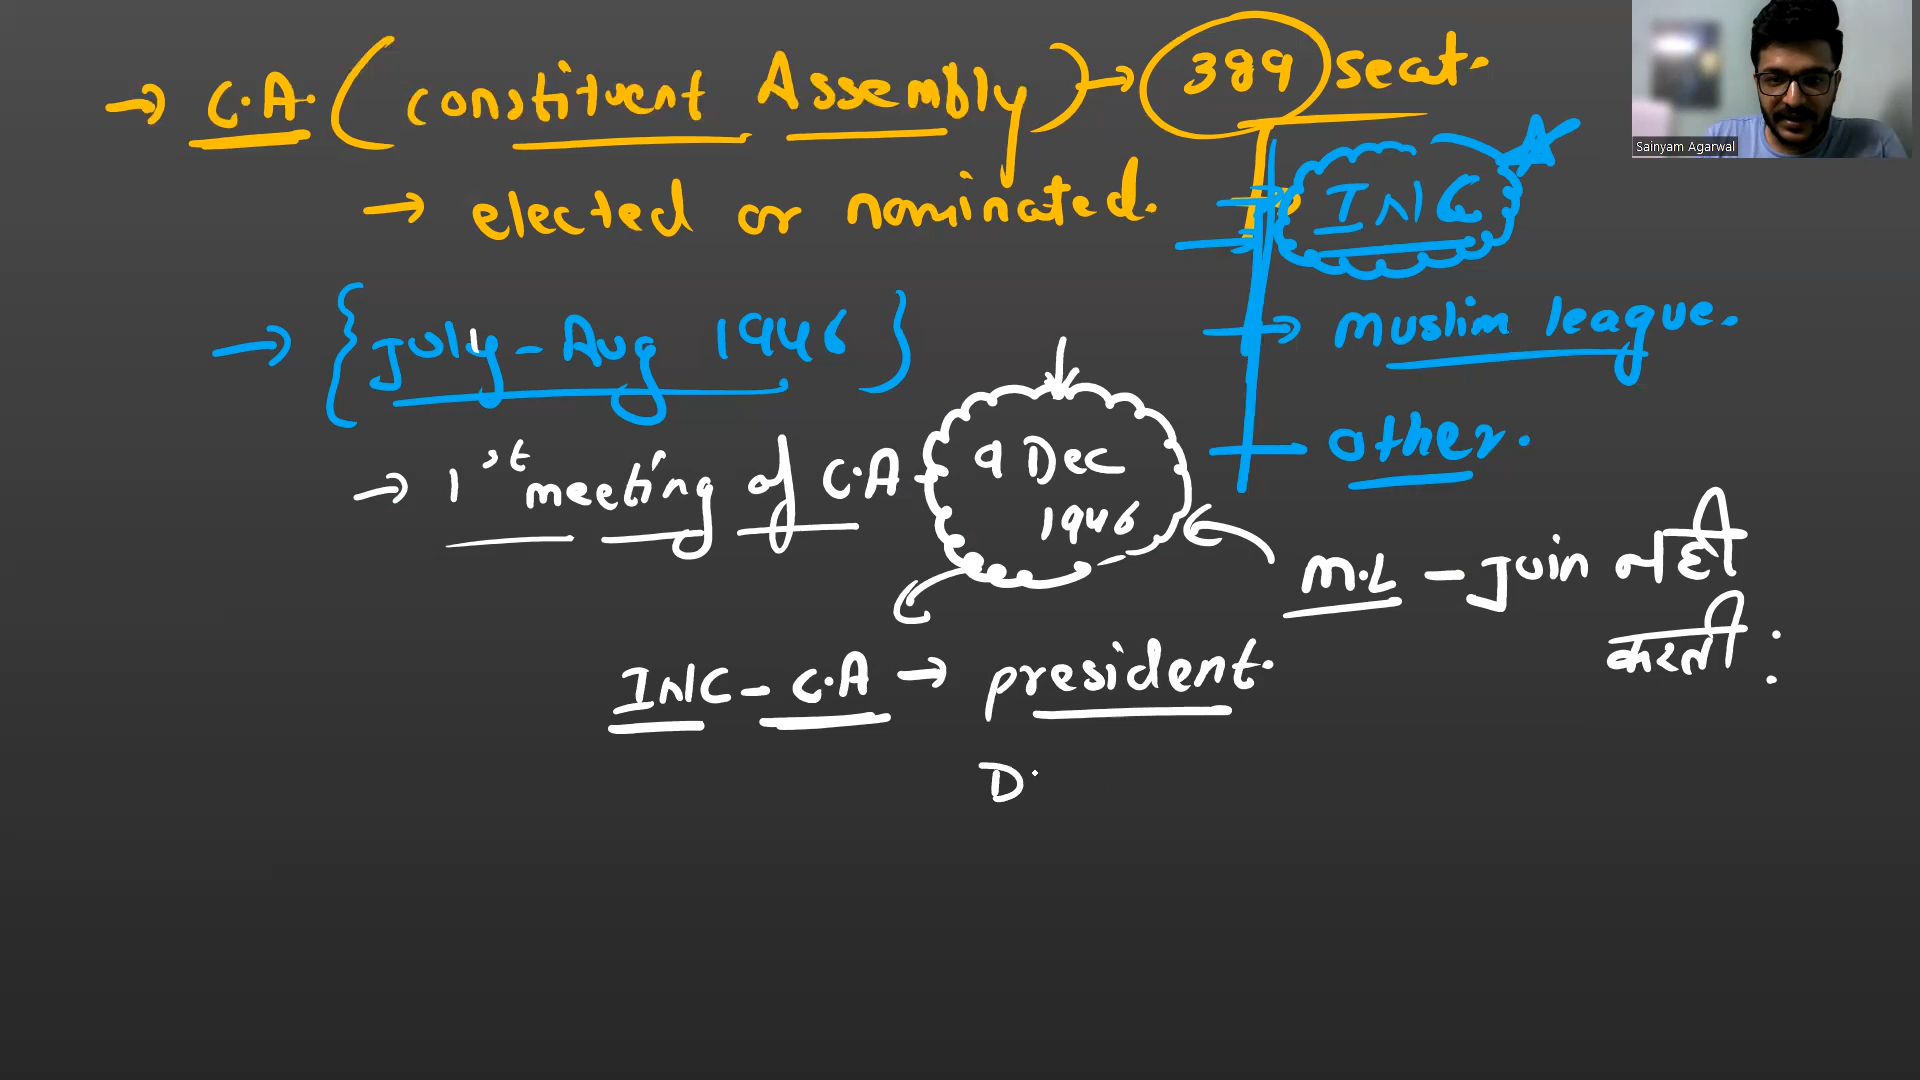 → C.A. (constituent Assembly) → 389 seat.
→ elected or nominated.
INC
→ {July-Aug 1946}
→ muslim league.
other.
→ 1st meeting of C.A - 9 Dec 1946
M.L - Join नही करती :
INC - C.A → president.
D.
Sainyam Agarwal